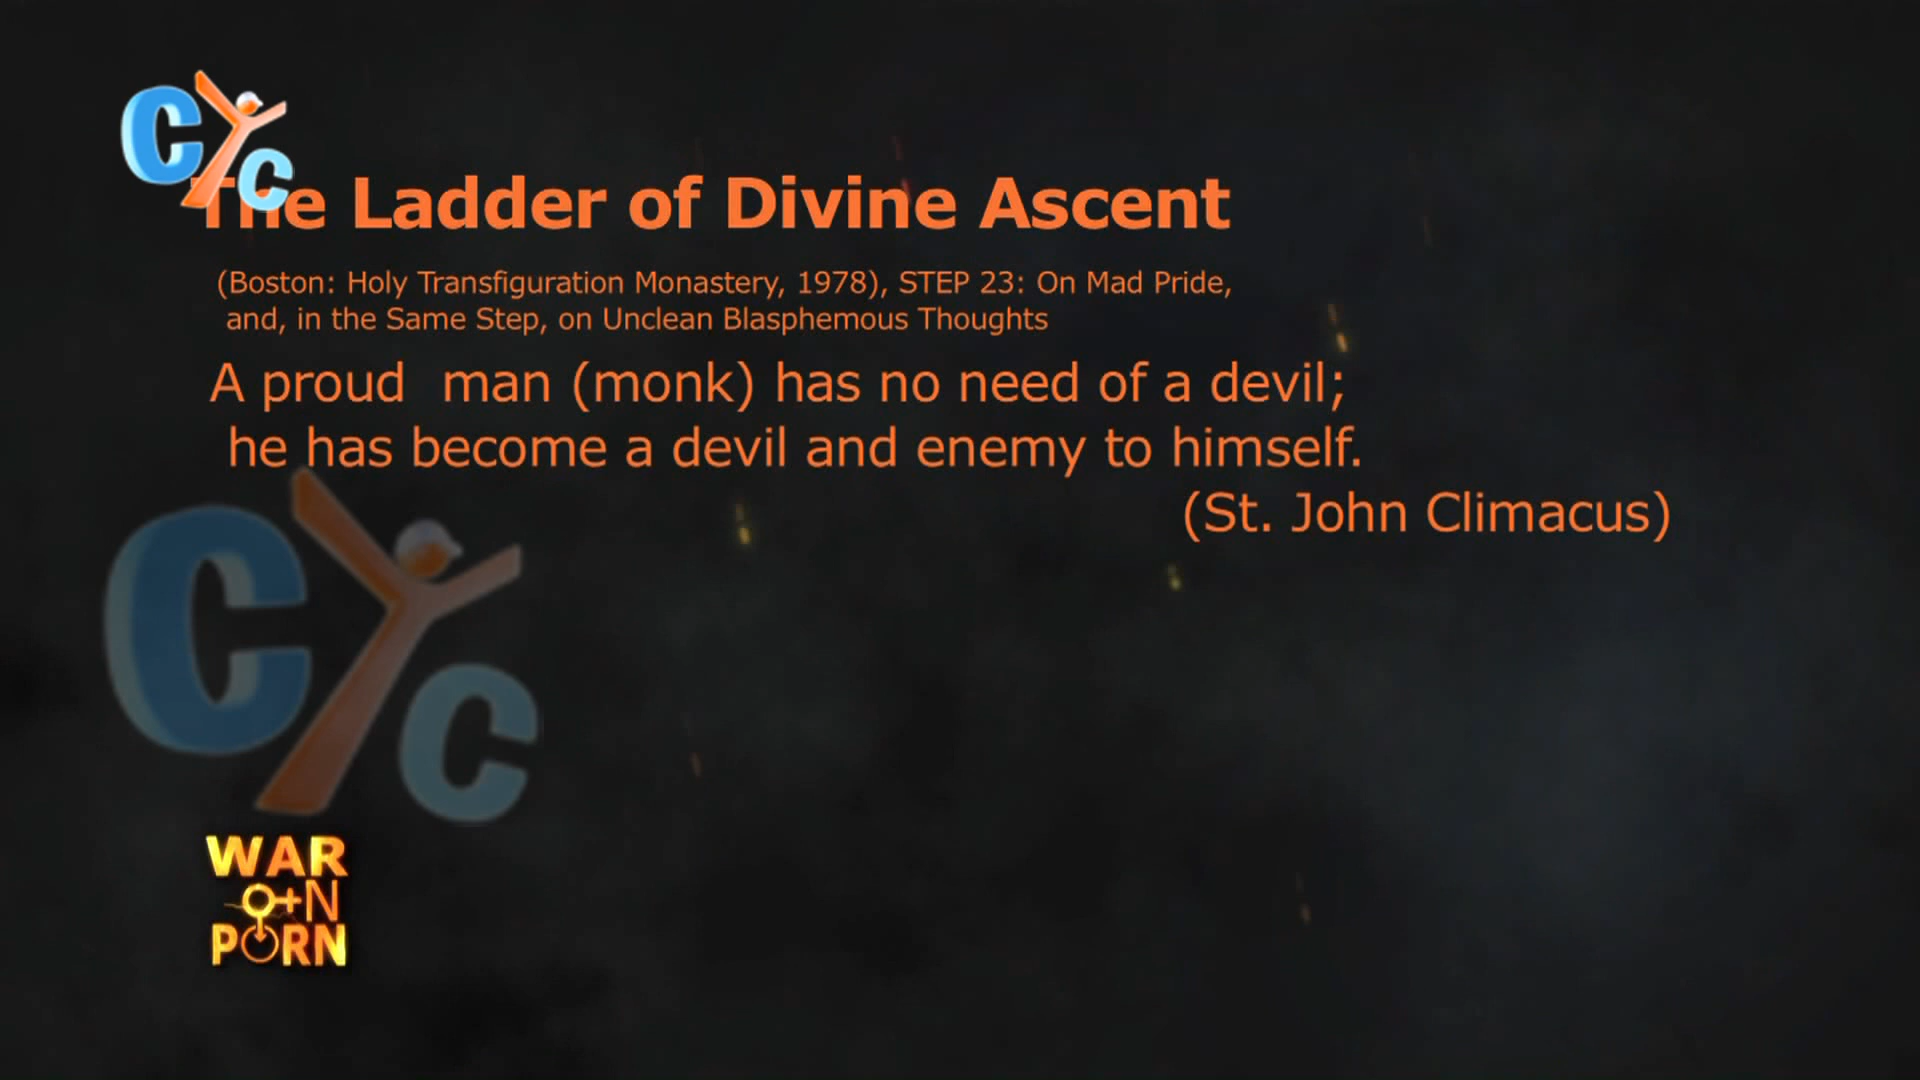 CYC
The Ladder of Divine Ascent
(Boston: Holy Transfiguration Monastery, 1978), STEP 23: On Mad Pride,
and, in the Same Step, on Unclean Blasphemous Thoughts
A proud man (monk) has no need of a devil;
he has become a devil and enemy to himself.
(St. John Climacus)
CYC
WAR
ON
PORN